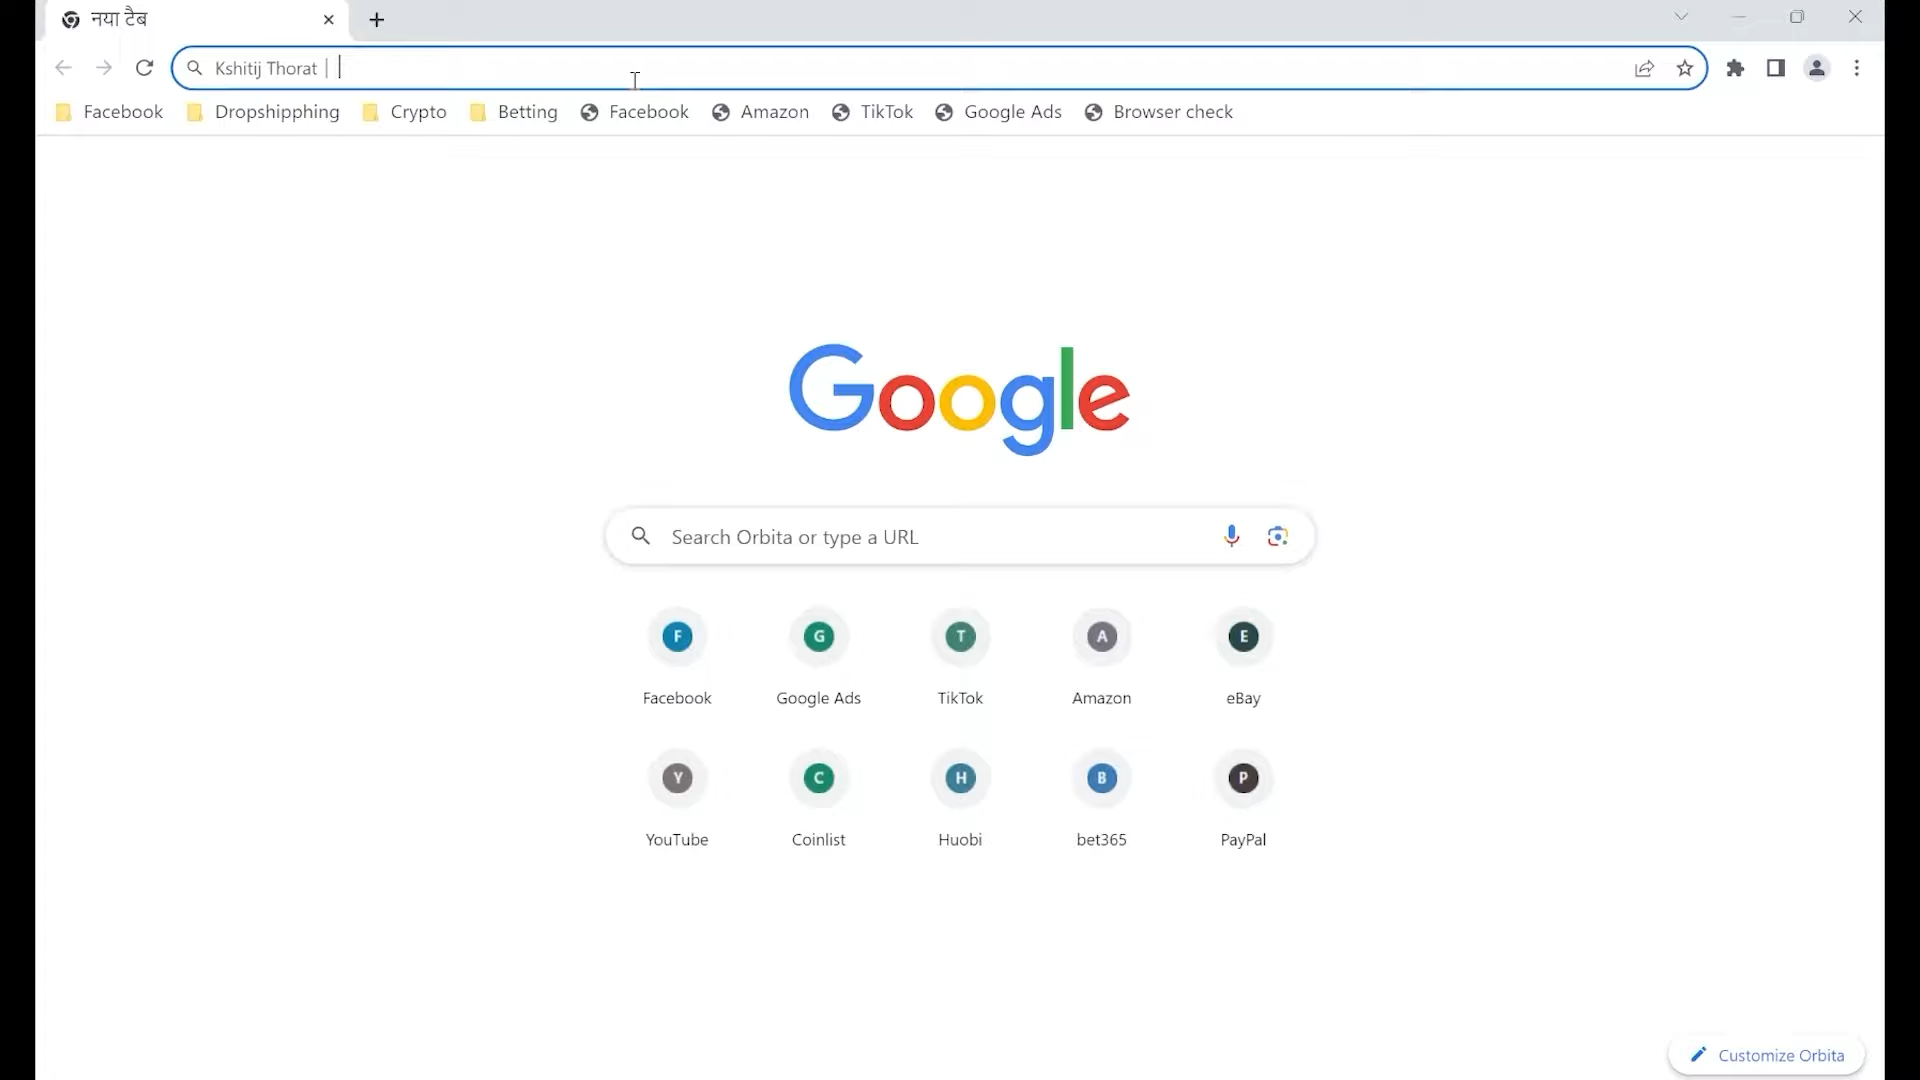 नया टैब
Kshitij Thorat |
Facebook Dropshipphing Crypto Betting Facebook Amazon TikTok Google Ads Browser check
Google
Search Orbita or type a URL
F G T A E
Facebook Google Ads TikTok Amazon eBay
Y C H B P
YouTube Coinlist Huobi bet365 PayPal
Customize Orbita